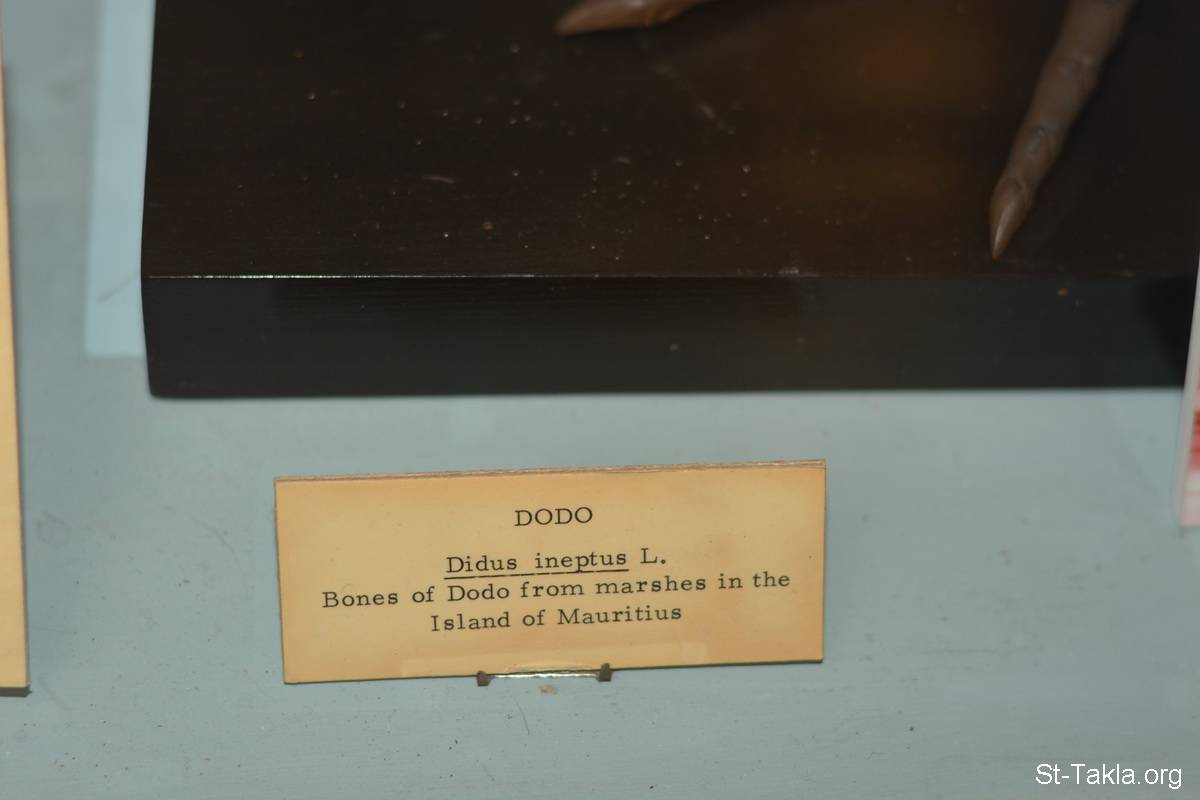 DODO
Didus ineptus L.
Bones of Dodo from marshes in the
Island of Mauritius
St-Takla.org